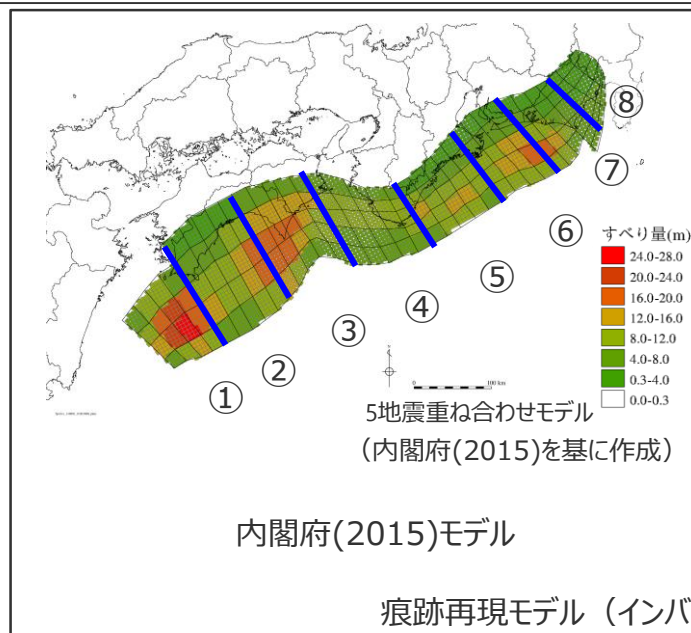 ⑧
⑦
⑥
⑤
④
③
②
①
すべり量(m)
24.0-28.0
20.0-24.0
16.0-20.0
12.0-16.0
8.0-12.0
4.0-8.0
0.3-4.0
0.0-0.3
0
100 km
5地震重ね合わせモデル
（内閣府(2015)を基に作成）
内閣府(2015)モデル
痕跡再現モデル（インバ